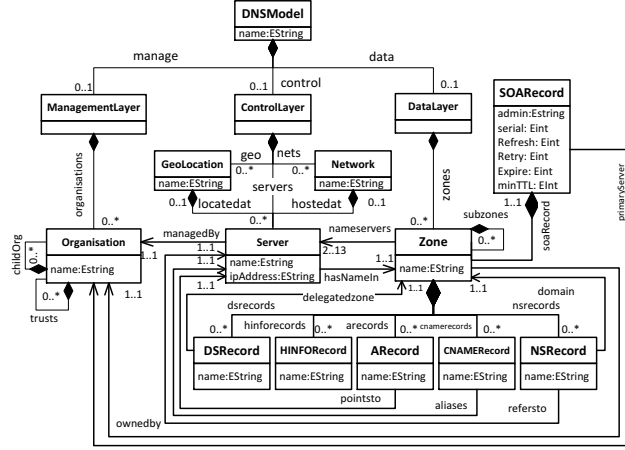 DNSModel
name:EString
manage
control
data
0..1
0..1
0..1
ManagementLayer
ControlLayer
DataLayer
SOARecord
admin:Estring
serial: Eint
Refresh: Eint
Retry: Eint
Expire: Eint
minTTL: EInt
organisations
GeoLocation
name:EString
geo
nets
0..*
0..*
Network
name:EString
servers
0..1
locatedat
hostedat
0..1
zones
primaryServer
0..*
0..*
0..*
subzones
1..1
soaRecord
childOrg
0..*
Organisation
name:Estring
managedBy
1..1
1..1
Server
name:Estring
ipAddress:EString
nameservers
2..13
Zone
name:EString
0..*
0..*
trusts
1..1
1..1
1..1
hasNameIn
1..1
1..1
delegatedzone
domain
dsrecords
nsrecords
hinforecords
arecords
cnamerecords
0..*
0..*
0..*
0..*
0..*
DSRecord
name:EString
HINFORecord
name:EString
ARecord
name:EString
CNAMERecord
name:EString
NSRecord
name:EString
pointsto
aliases
refersto
ownedby